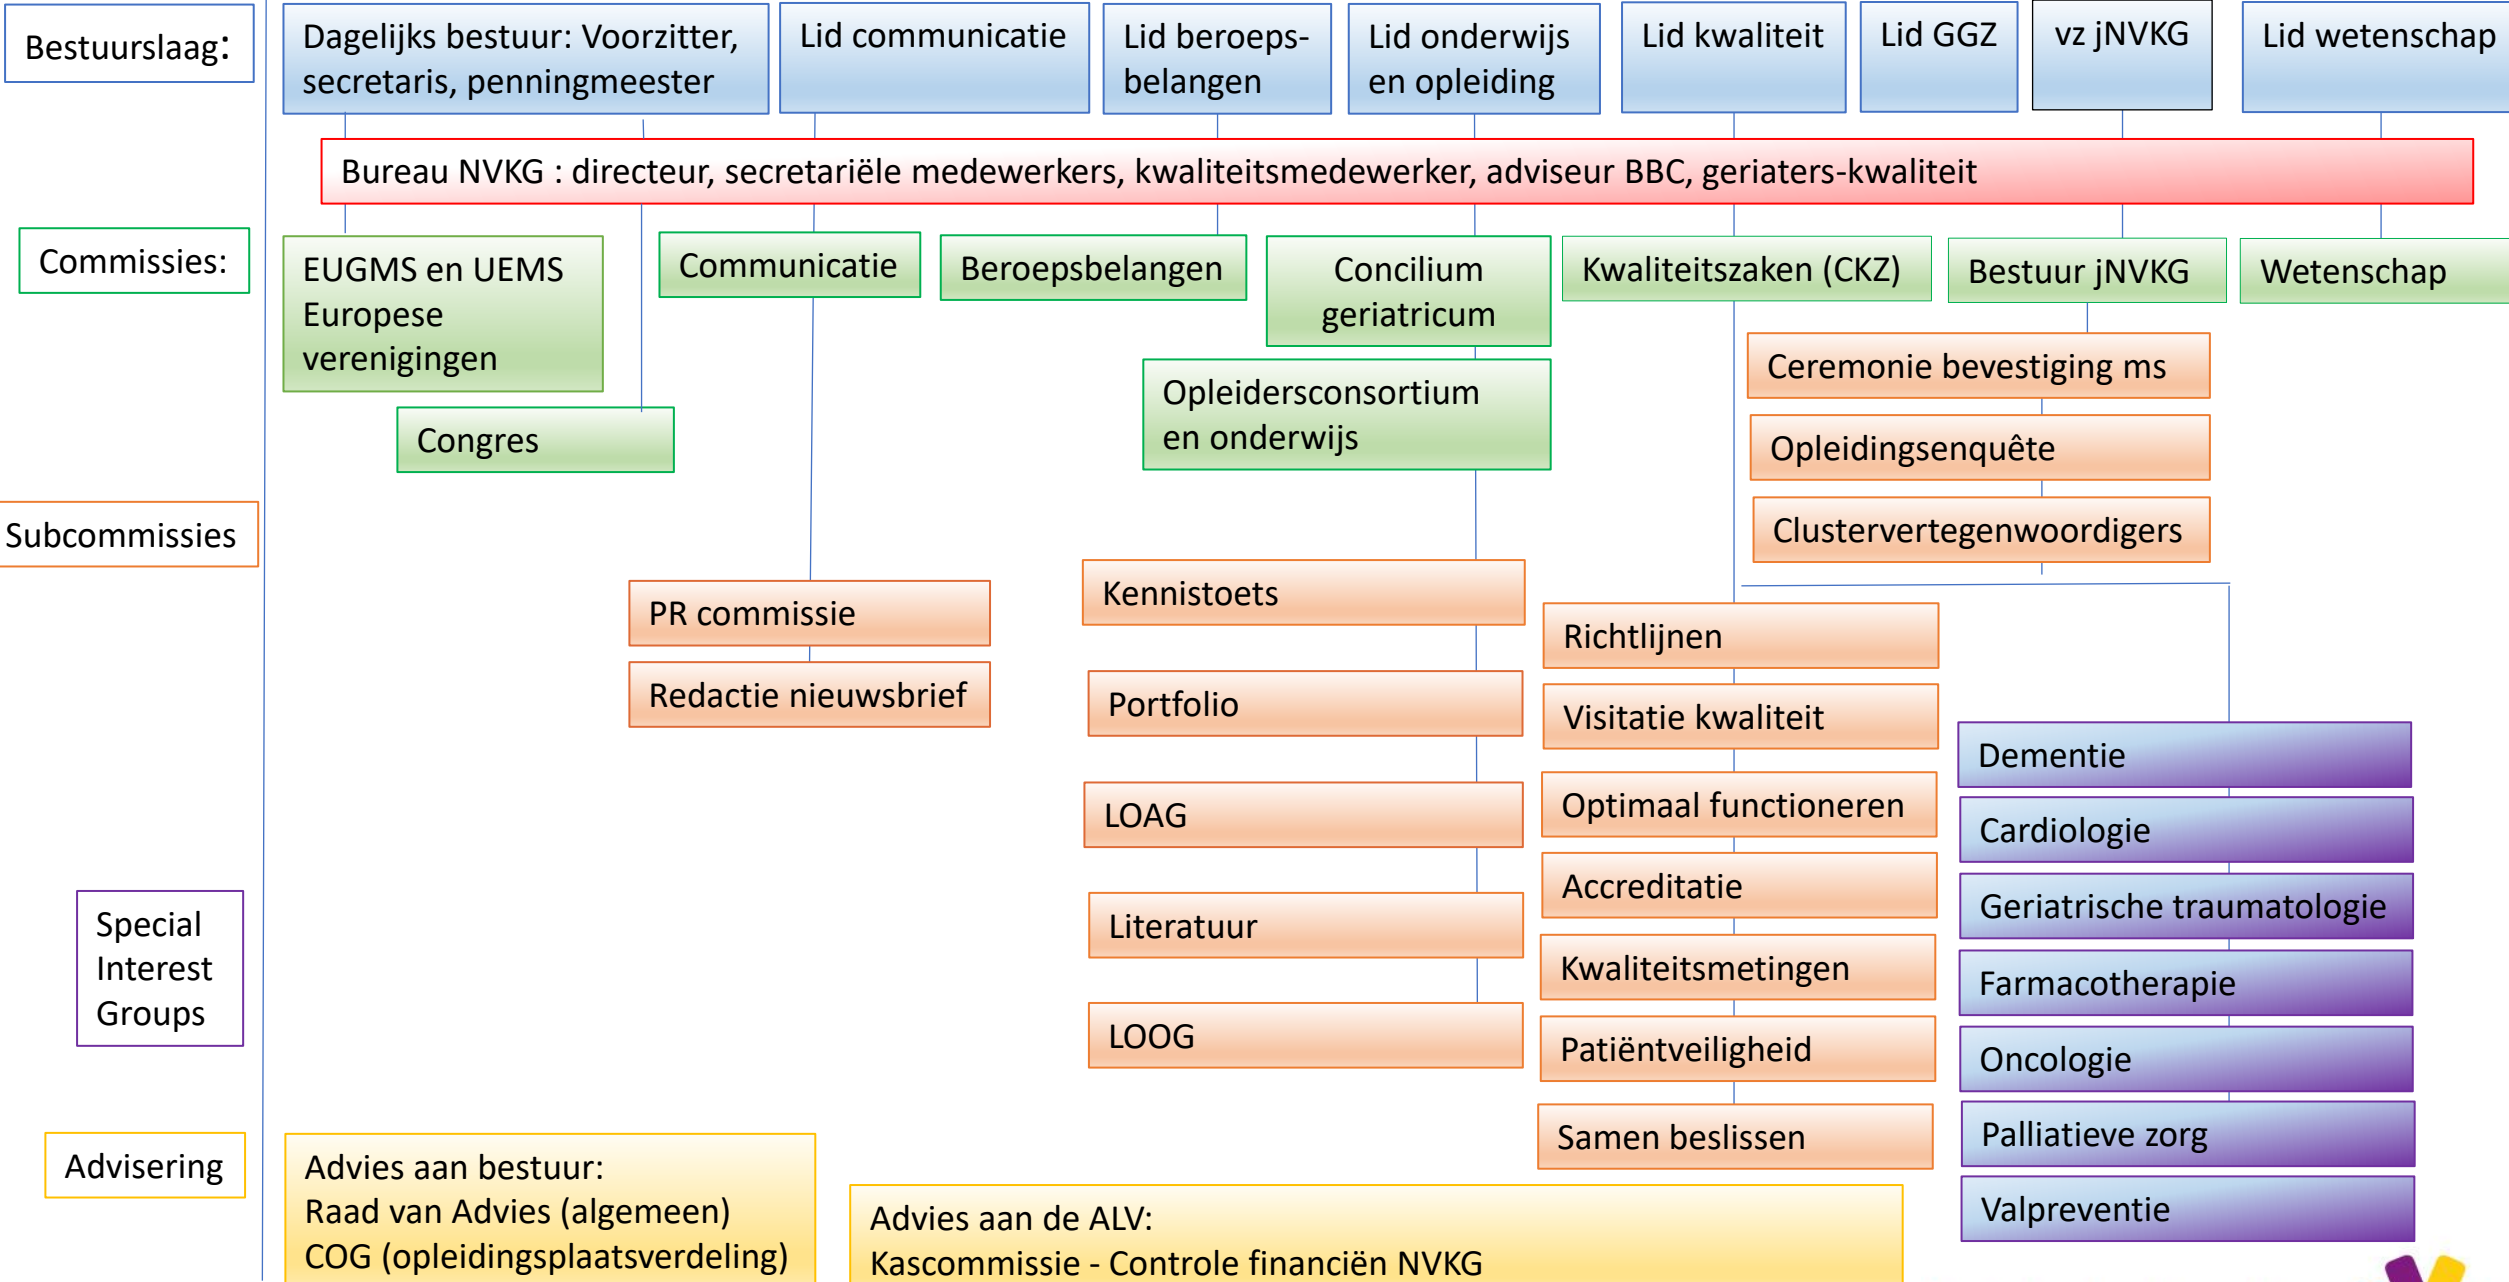 Bestuurslaag:
Dagelijks bestuur: Voorzitter,
secretaris, penningmeester
Lid communicatie
Lid beroeps-
belangen
Lid onderwijs
en opleiding
Lid kwaliteit
Lid GGZ
vz jNVKG
Lid wetenschap
Bureau NVKG : directeur, secretariële medewerkers, kwaliteitsmedewerker, adviseur BBC, geriaters-kwaliteit
Commissies:
EUGMS en UEMS
Europese
verenigingen
Congres
Communicatie
Beroepsbelangen
Concilium
geriatricum
Opleidersconsortium
en onderwijs
Kwaliteitszaken (CKZ)
Bestuur jNVKG
Wetenschap
Ceremonie bevestiging ms
Opleidingsenquête
Clustervertegenwoordigers
Subcommissies
PR commissie
Redactie nieuwsbrief
Kennistoets
Portfolio
LOAG
Literatuur
LOOG
Richtlijnen
Visitatie kwaliteit
Optimaal functioneren
Accreditatie
Kwaliteitsmetingen
Patiëntveiligheid
Samen beslissen
Special
Interest
Groups
Dementie
Cardiologie
Geriatrische traumatologie
Farmacotherapie
Oncologie
Palliatieve zorg
Valpreventie
Advisering
Advies aan bestuur:
Raad van Advies (algemeen)
COG (opleidingsplaatsverdeling)
Advies aan de ALV:
Kascommissie - Controle financiën NVKG